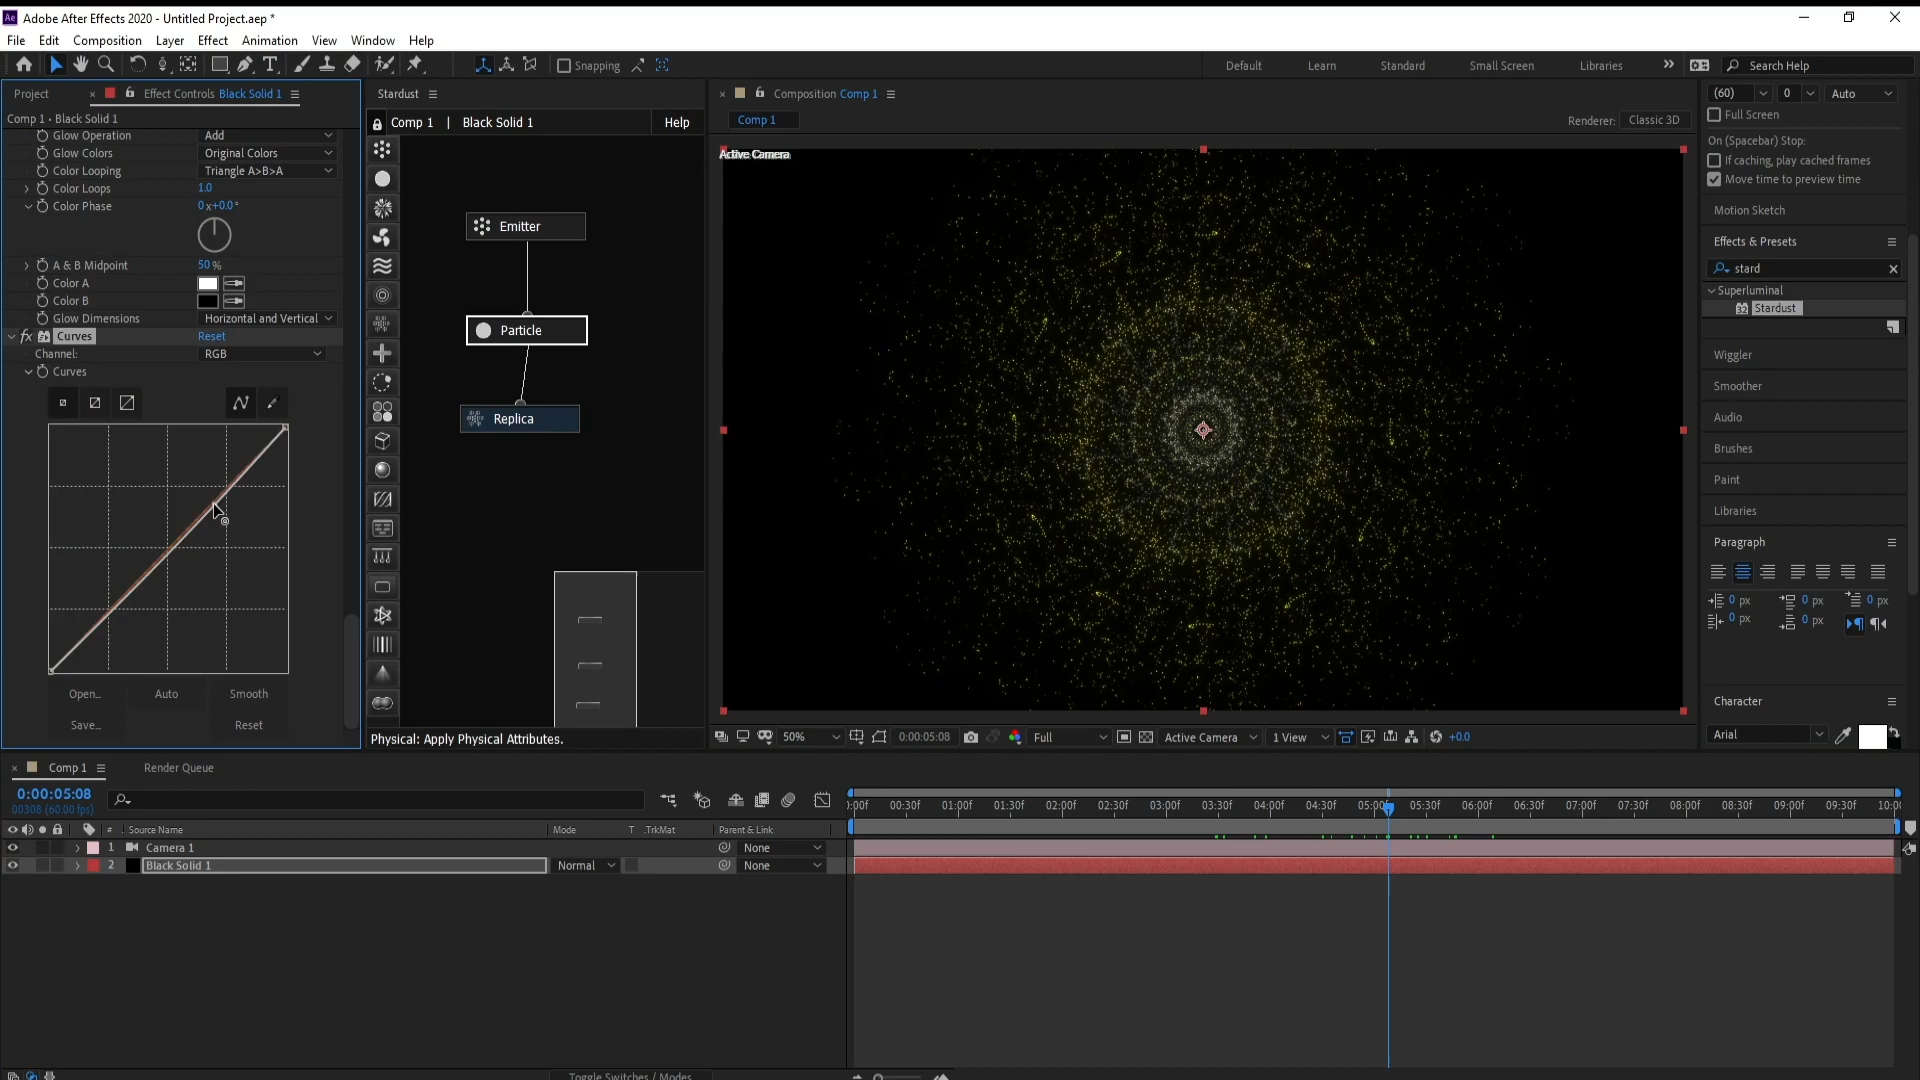 Ae Adobe After Effects 2020 - Untitled Project.aep *
File Edit Composition Layer Effect Animation View Window Help
Snapping
Default Learn Standard Small Screen Libraries
Search Help
Project
Effect Controls Black Solid 1
Comp 1 • Black Solid 1
Glow Operation Add
Glow Colors Original Colors
Color Looping Triangle A>B>A
Color Loops 1.0
Color Phase 0x+0.0°
A & B Midpoint 50 %
Color A
Color B
Glow Dimensions Horizontal and Vertical
fx Curves Reset
Channel: RGB
Curves
Open... Auto Smooth
Save... Reset
Stardust
Comp 1 | Black Solid 1 Help
Emitter
Particle
Replica
Physical: Apply Physical Attributes.
Composition Comp 1
Comp 1
Renderer: Classic 3D
Active Camera
50% 0:00:05:08 Full Active Camera 1 View +0.0
(60) 0 Auto
Full Screen
On (Spacebar) Stop:
If caching, play cached frames
Move time to preview time
Motion Sketch
Effects & Presets
stard
Superluminal
32 Stardust
Wiggler
Smoother
Audio
Brushes
Paint
Libraries
Paragraph
0 px 0 px 0 px
0 px 0 px
Character
Arial
Comp 1
Render Queue
0:00:05:08
00308 (60.00 fps)
# Source Name Mode T .TrkMat Parent & Link
1 Camera 1 None
2 Black Solid 1 Normal None
):00f 00:30f 01:00f 01:30f 02:00f 02:30f 03:00f 03:30f 04:00f 04:30f 05:00f 05:30f 06:00f 06:30f 07:00f 07:30f 08:00f 08:30f 09:00f 09:30f 10:0
Toggle Switches / Modes